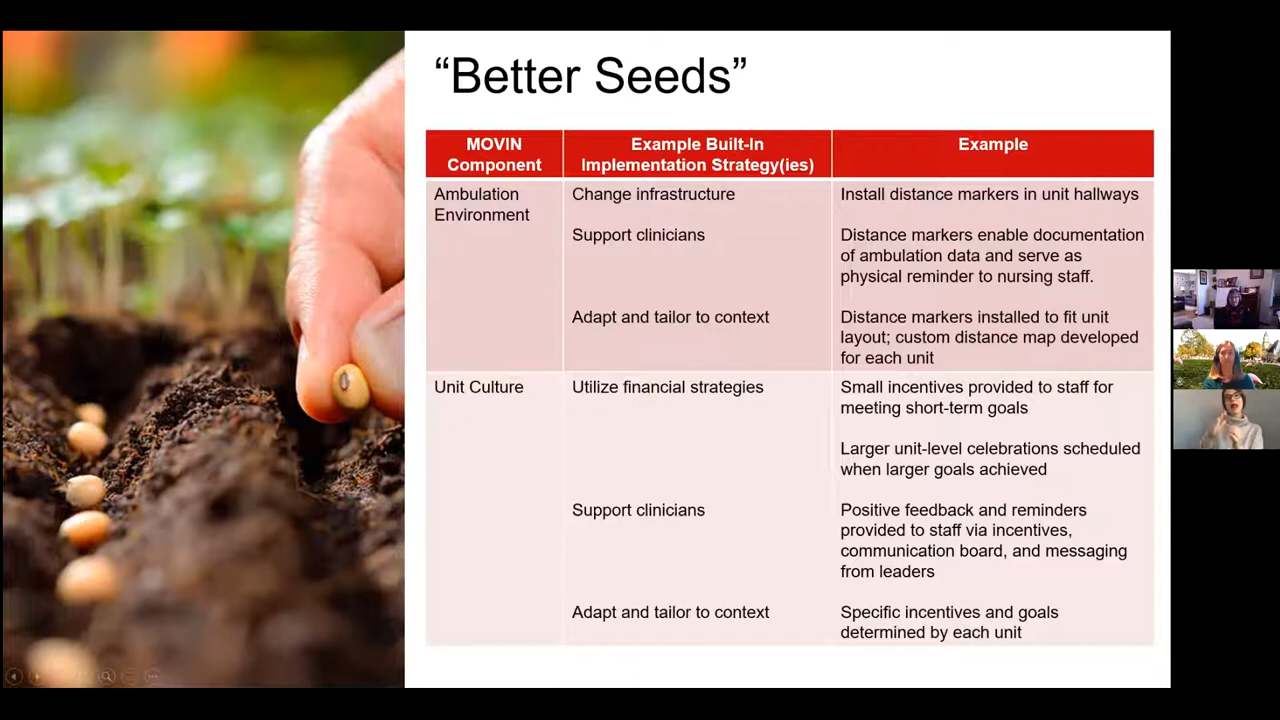 “Better Seeds”
MOVIN
Component
Example Built-In
Implementation Strategy(ies)
Example
Ambulation
Environment
Change infrastructure
Install distance markers in unit hallways
Support clinicians
Distance markers enable documentation
of ambulation data and serve as
physical reminder to nursing staff.
Adapt and tailor to context
Distance markers installed to fit unit
layout; custom distance map developed
for each unit
Unit Culture
Utilize financial strategies
Small incentives provided to staff for
meeting short-term goals
Larger unit-level celebrations scheduled
when larger goals achieved
Support clinicians
Positive feedback and reminders
provided to staff via incentives,
communication board, and messaging
from leaders
Adapt and tailor to context
Specific incentives and goals
determined by each unit